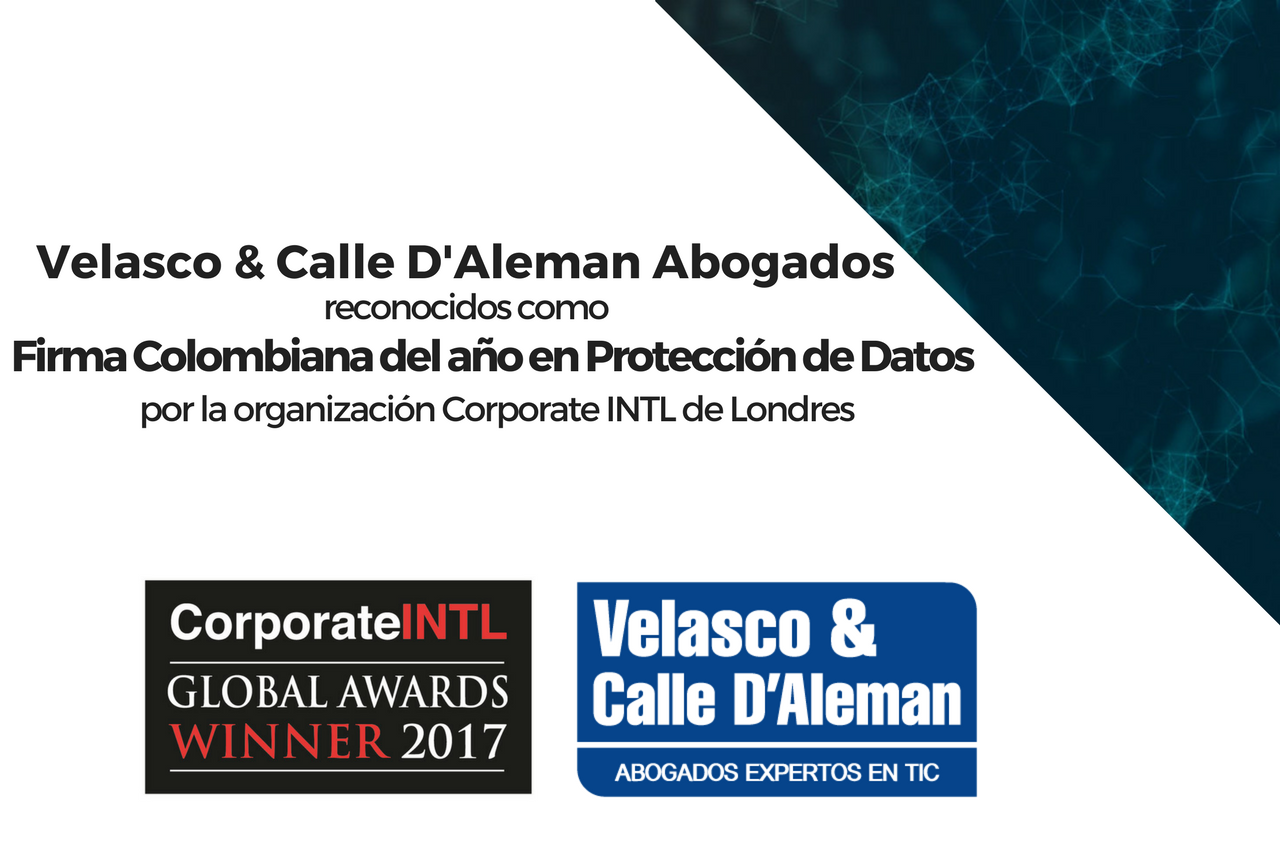 Velasco & Calle D'Aleman Abogados
reconocidos como
Firma Colombiana del año en Protección de Datos
por la organización Corporate INTL de Londres
CorporateINTL
GLOBAL AWARDS
WINNER 2017
Velasco &
Calle D'Aleman
ABOGADOS EXPERTOS EN TIC